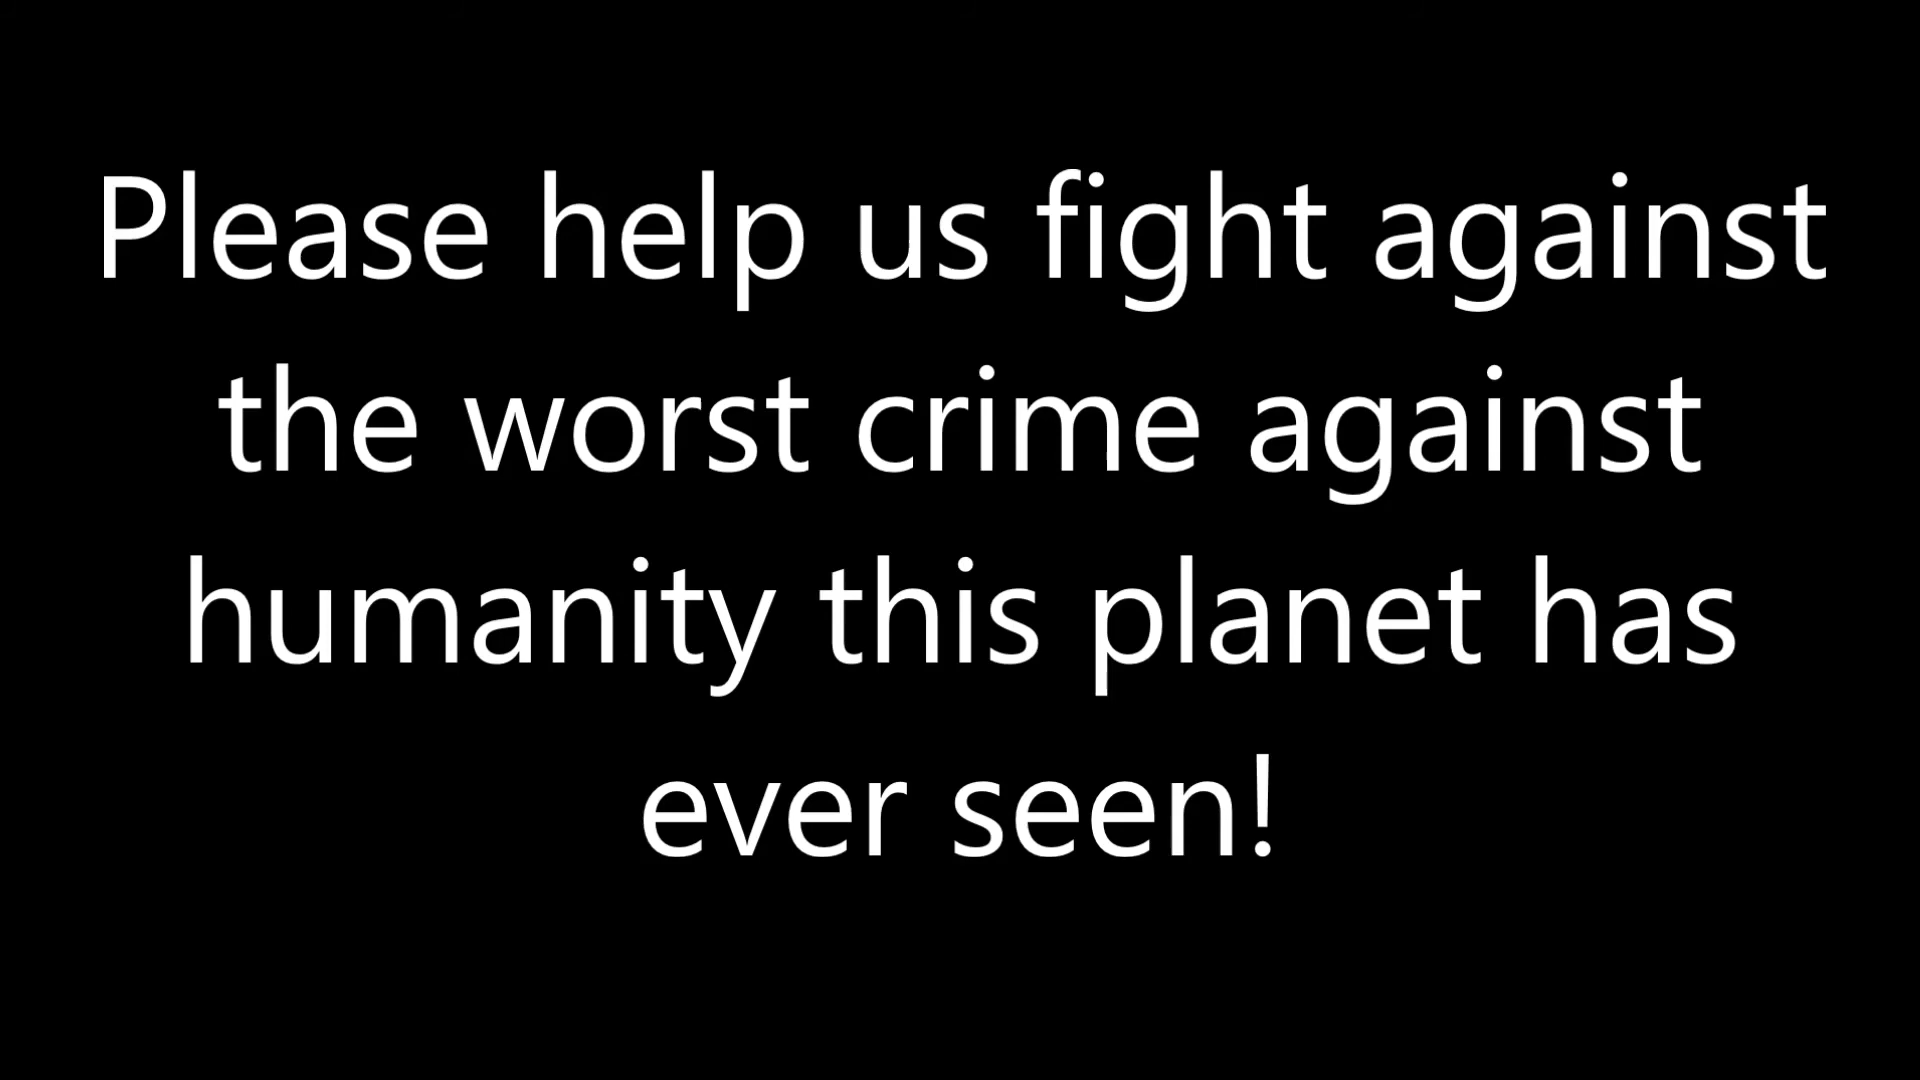 Please help us fight against
the worst crime against
humanity this planet has
ever seen!